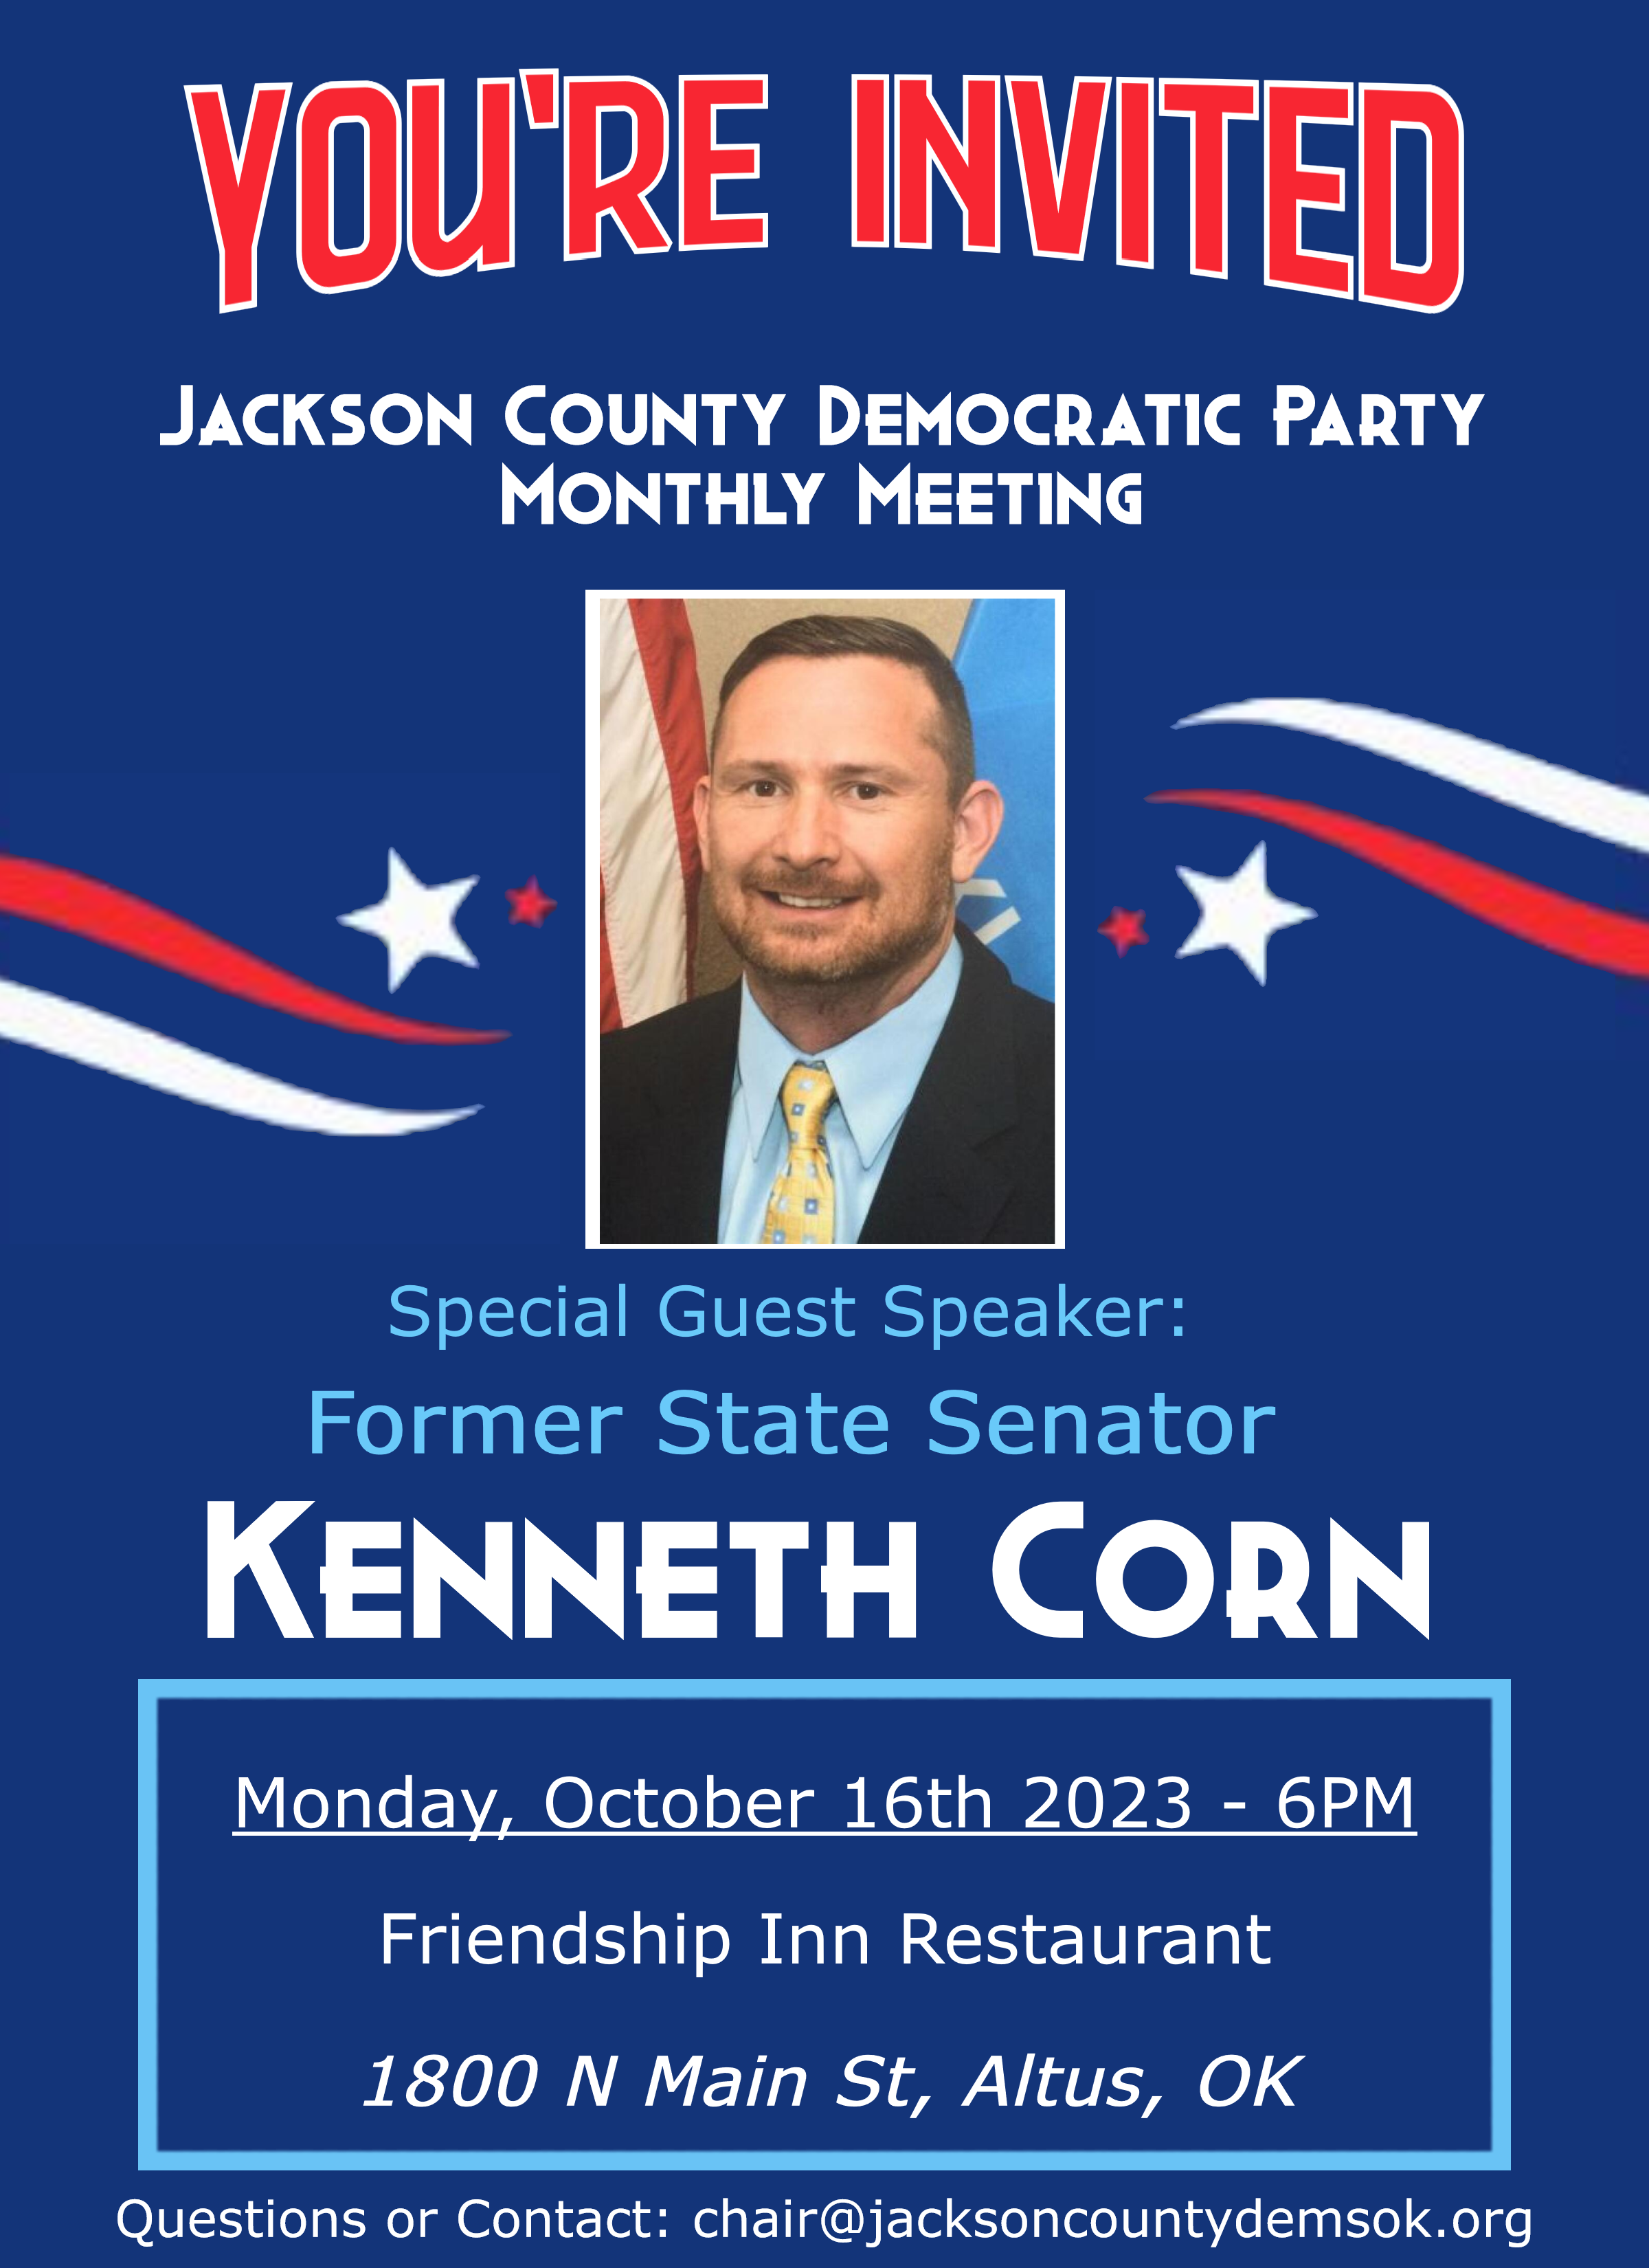 YOU'RE INVITED
Jackson County Democratic Party
Monthly Meeting
Special Guest Speaker:
Former State Senator
Kenneth Corn
Monday, October 16th 2023 - 6PM
Friendship Inn Restaurant
1800 N Main St, Altus, OK
Questions or Contact: chair@jacksoncountydemsok.org